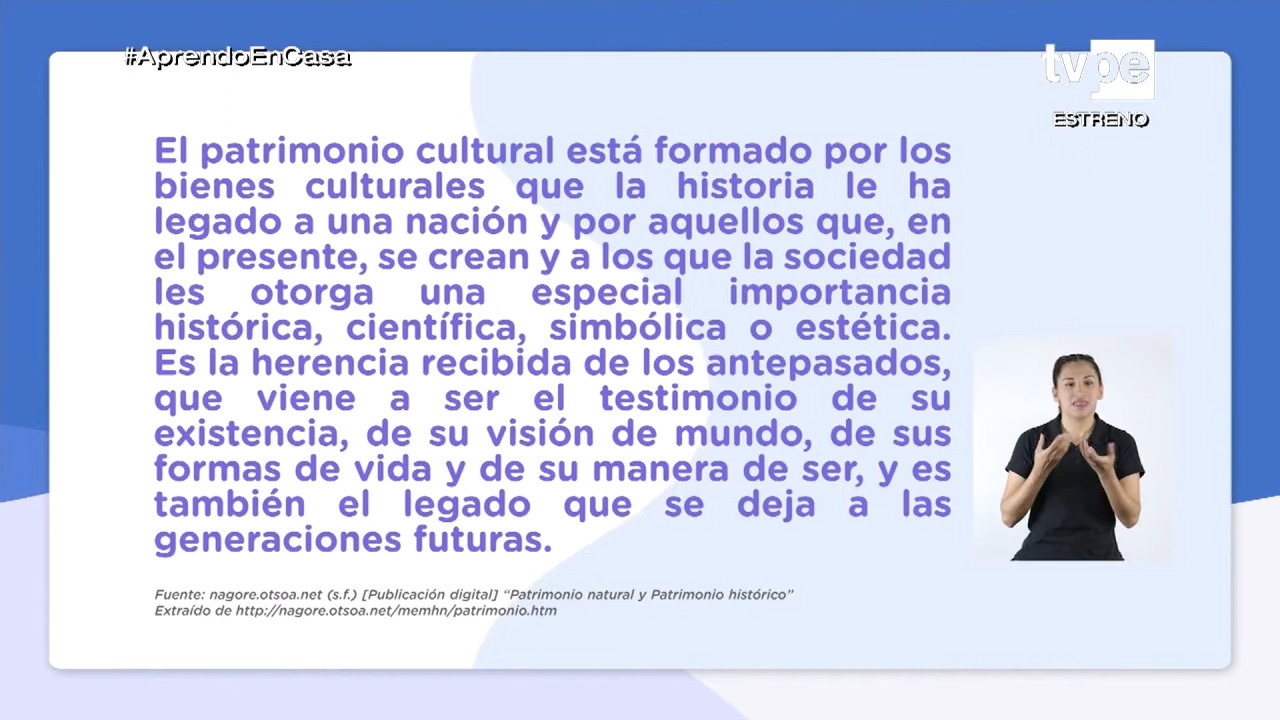 #AprendoEnCasa
tvpe
ESTRENO
El patrimonio cultural está formado por los
bienes culturales que la historia le ha
legado a una nación y por aquellos que, en
el presente, se crean y a los que la sociedad
les otorga una especial importancia
histórica, científica, simbólica o estética.
Es la herencia recibida de los antepasados,
que viene a ser el testimonio de su
existencia, de su visión de mundo, de sus
formas de vida y de su manera de ser, y es
también el legado que se deja a las
generaciones futuras.
Fuente: nagore.otsoa.net (s.f.) [Publicación digital] “Patrimonio natural y Patrimonio histórico”
Extraído de http://nagore.otsoa.net/memhn/patrimonio.htm